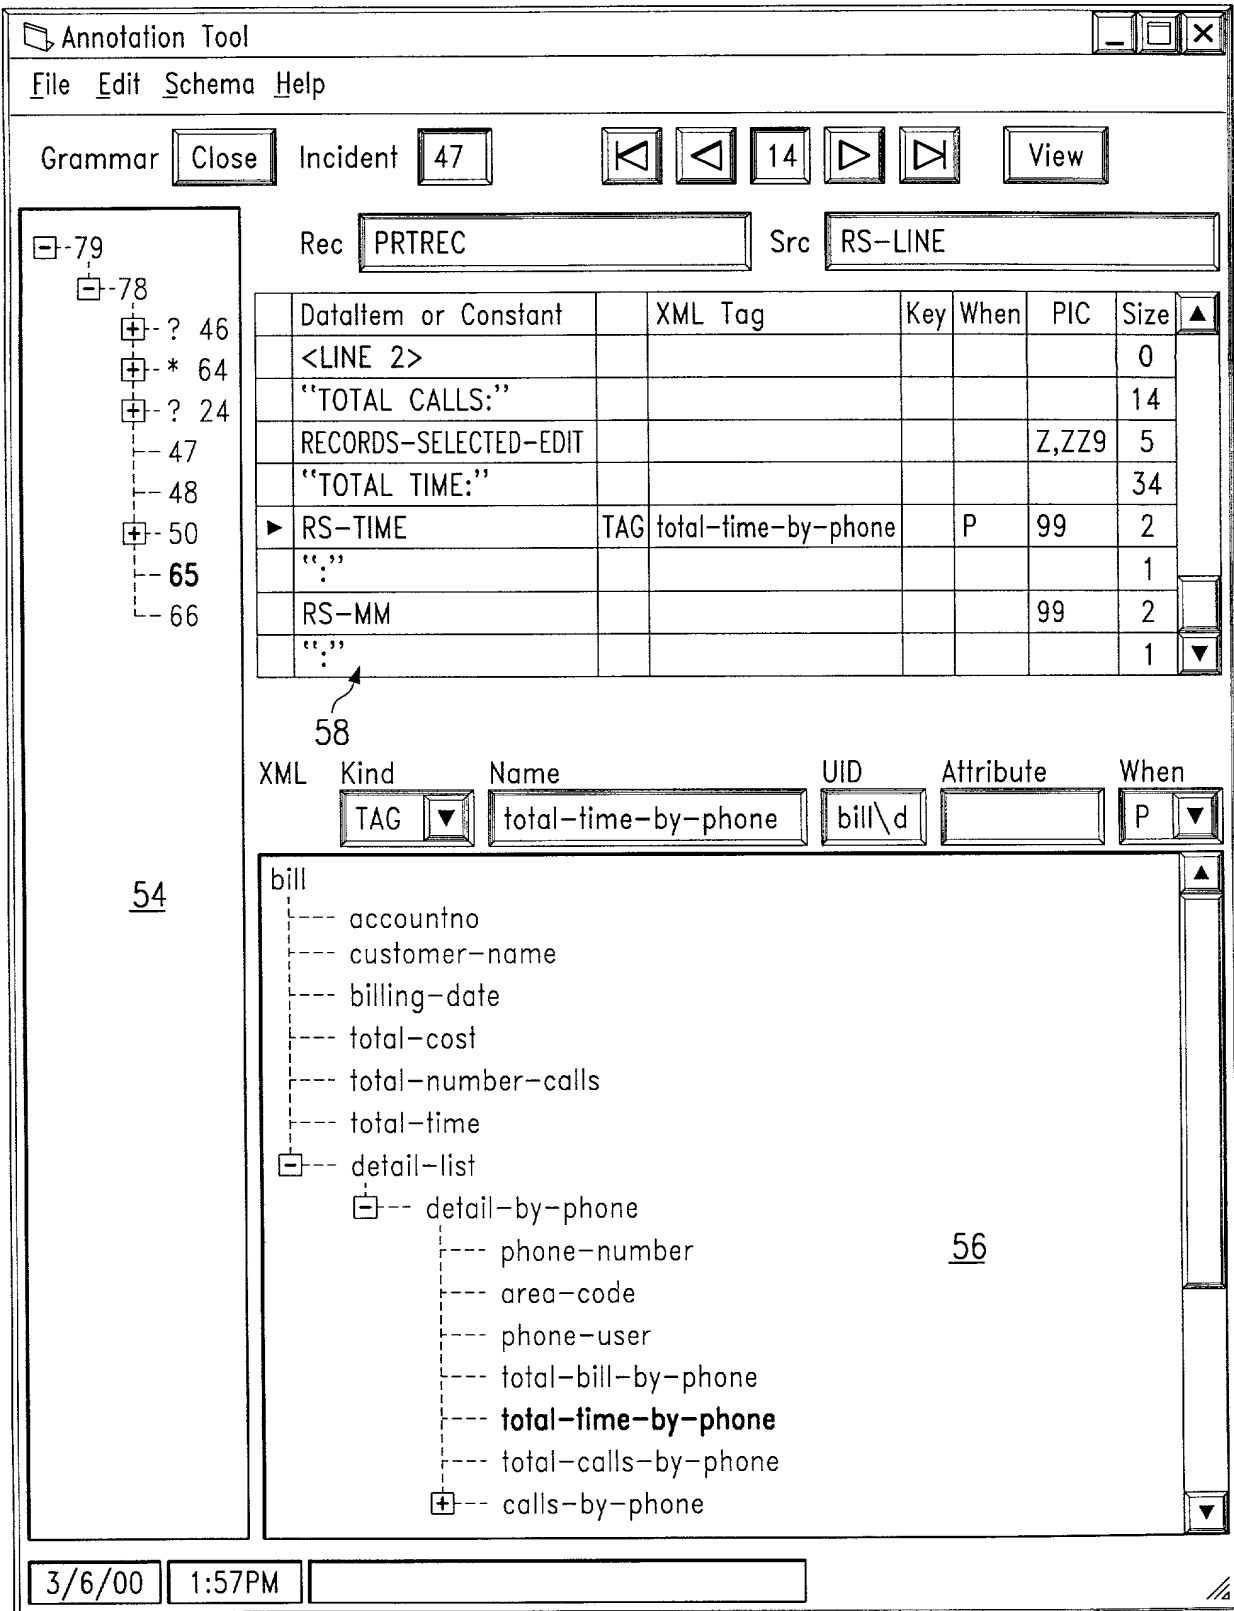 Annotation Tool
File Edit Schema Help
Grammar Close Incident 47 14 View
Rec PRTREC Src RS-LINE
79
78
? 46
* 64
? 24
47
48
50
65
66
DataItem or Constant XML Tag Key When PIC Size
<LINE 2> 0
“TOTAL CALLS:” 14
RECORDS-SELECTED-EDIT Z,ZZ9 5
“TOTAL TIME:” 34
RS-TIME TAG total-time-by-phone P 99 2
“:” 1
RS-MM 99 2
“:” 1
58
XML Kind Name UID Attribute When
TAG total-time-by-phone bill\d P
54
bill
accountno
customer-name
billing-date
total-cost
total-number-calls
total-time
detail-list
detail-by-phone
phone-number
56
area-code
phone-user
total-bill-by-phone
total-time-by-phone
total-calls-by-phone
calls-by-phone
3/6/00 1:57PM